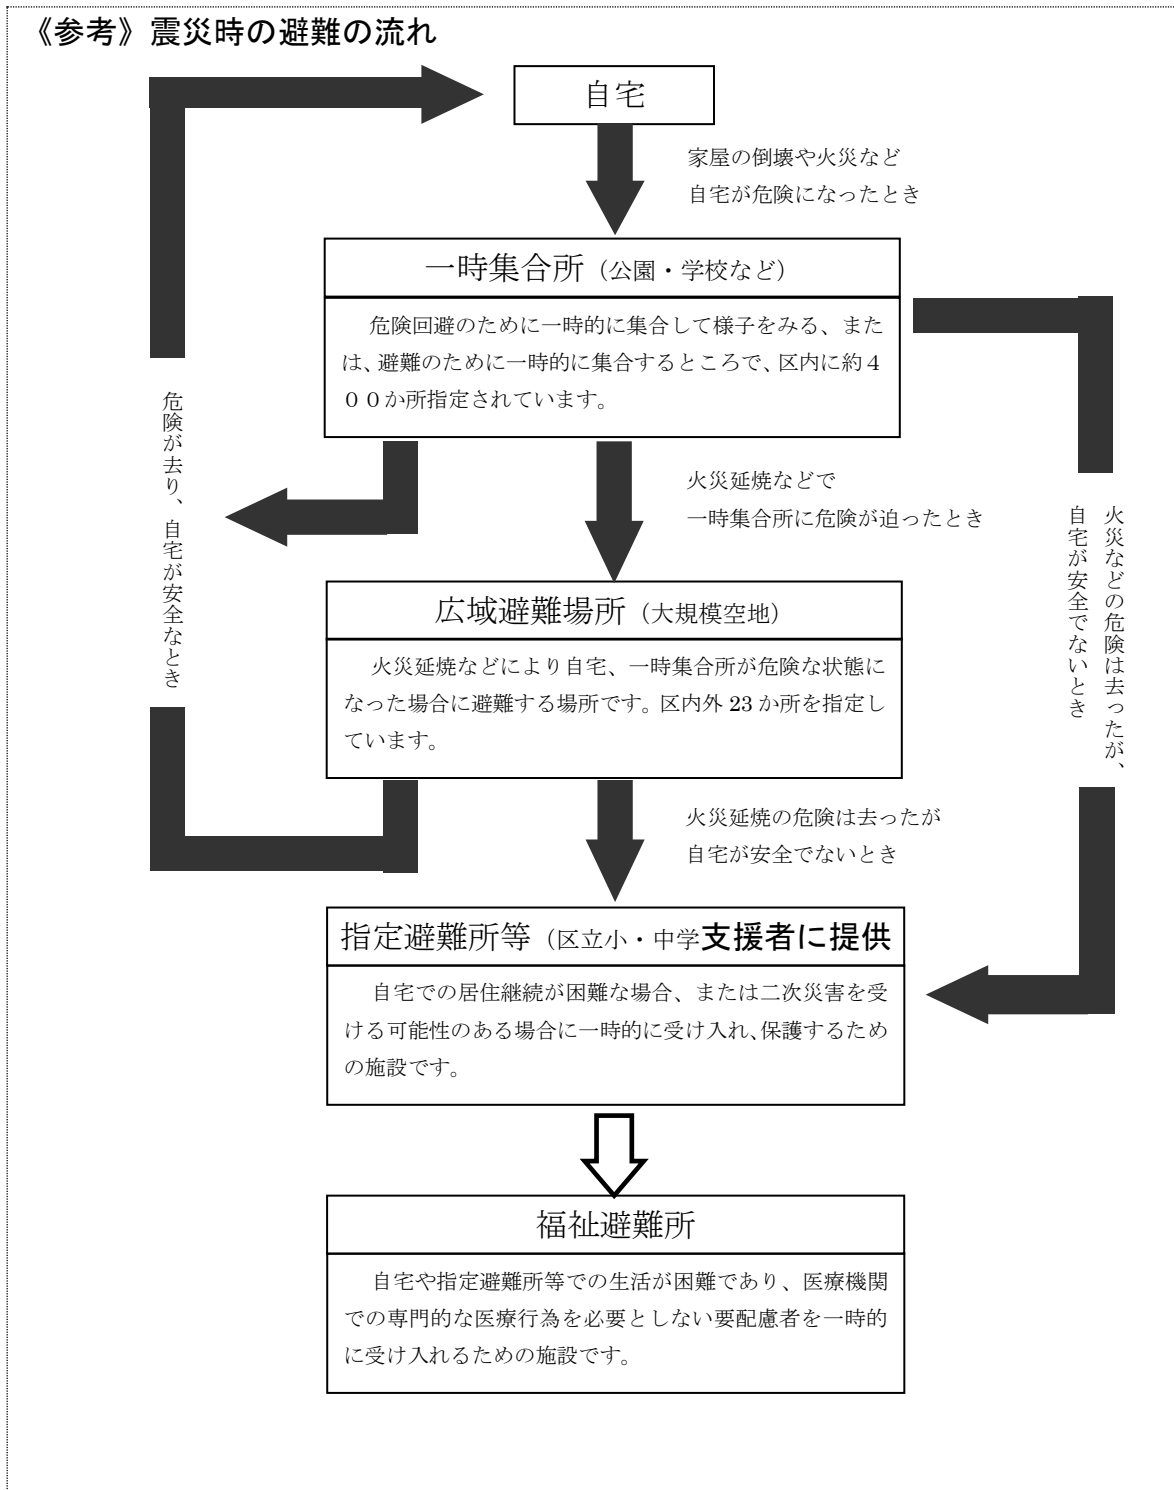 《参考》震災時の避難の流れ
自宅
家屋の倒壊や火災など
自宅が危険になったとき
一時集合所（公園・学校など）
危険回避のために一時的に集合して様子をみる、また
は、避難のために一時的に集合するところで、区内に約４
００か所指定されています。
火災延焼などで
一時集合所に危険が迫ったとき
危険が去り、自宅が安全なとき
火災などの危険は去ったが、
自宅が安全でないとき
広域避難場所（大規模空地）
火災延焼などにより自宅、一時集合所が危険な状態に
なった場合に避難する場所です。区内外 23 か所を指定し
ています。
火災延焼の危険は去ったが
自宅が安全でないとき
指定避難所等（区立小・中学支援者に提供
自宅での居住継続が困難な場合、または二次災害を受
ける可能性のある場合に一時的に受け入れ、保護するため
の施設です。
福祉避難所
自宅や指定避難所等での生活が困難であり、医療機関
での専門的な医療行為を必要としない要配慮者を一時的
に受け入れるための施設です。